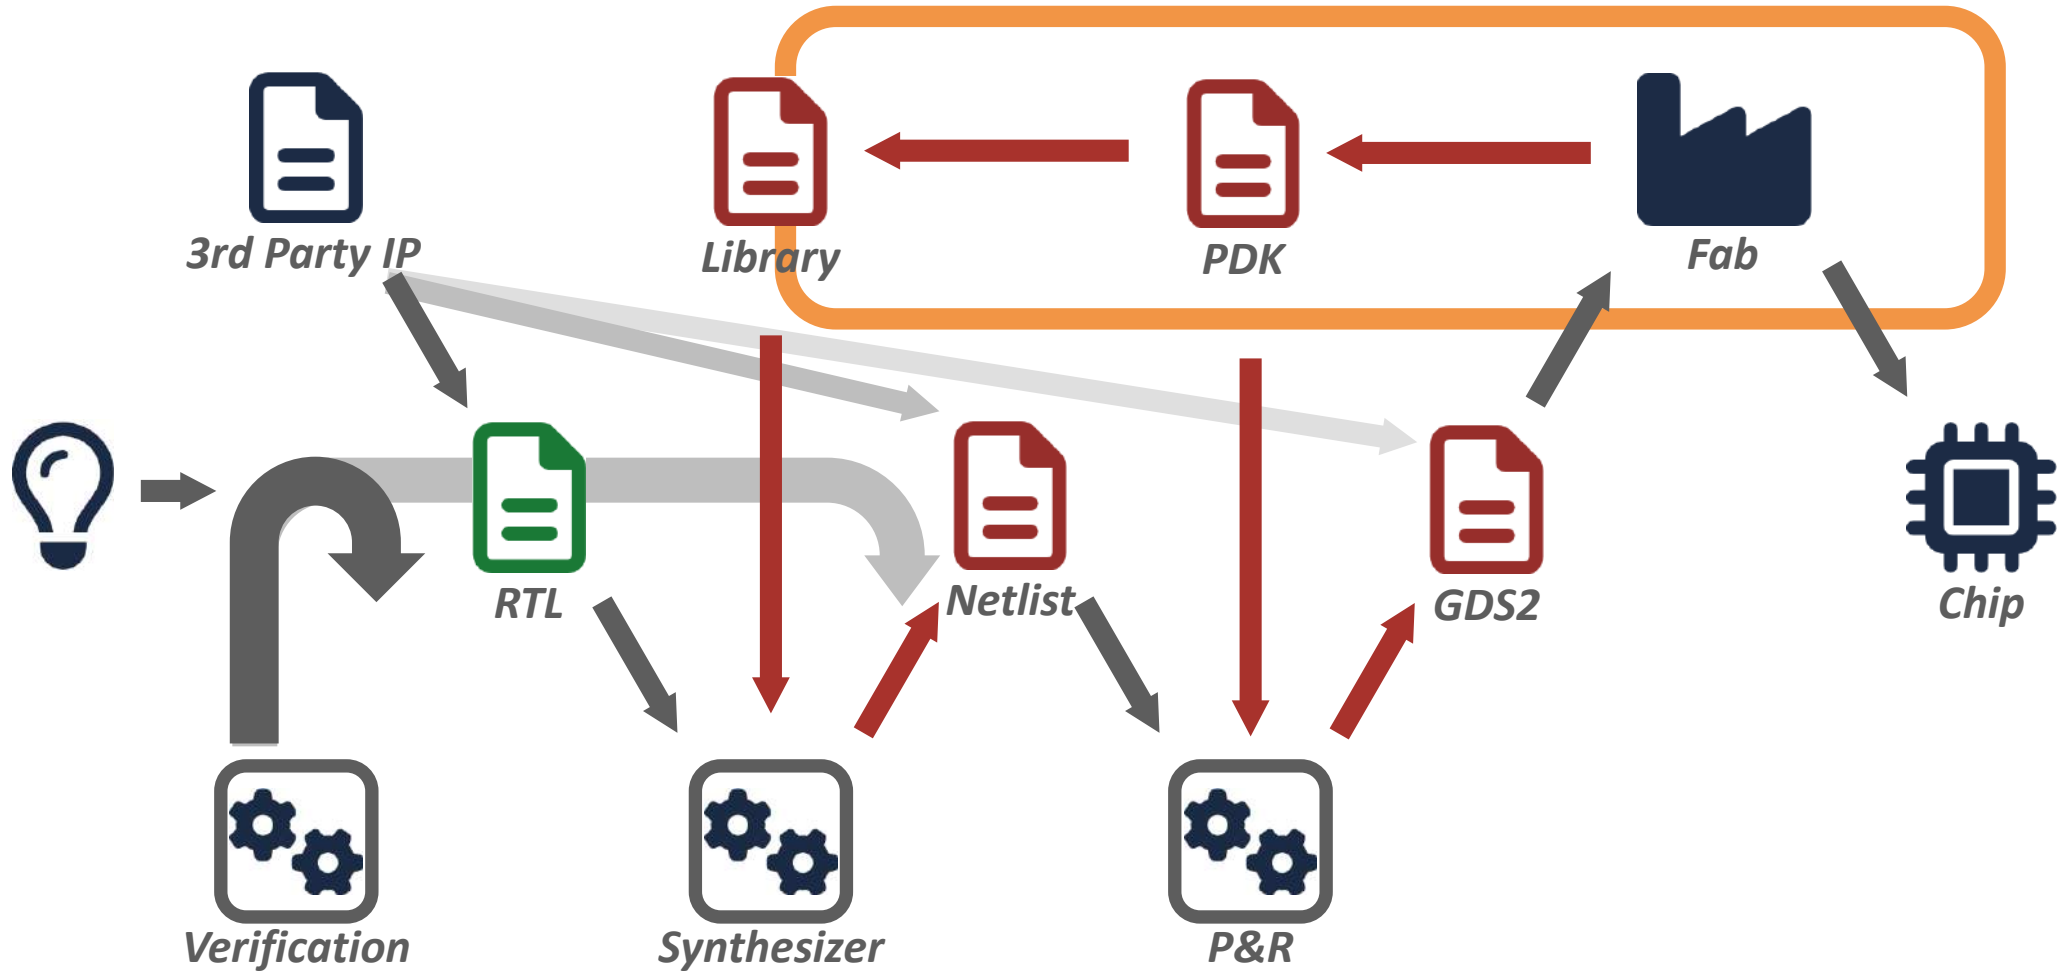 3rd Party IP
Library
PDK
Fab
RTL
Netlist
GDS2
Chip
Verification
Synthesizer
P&R